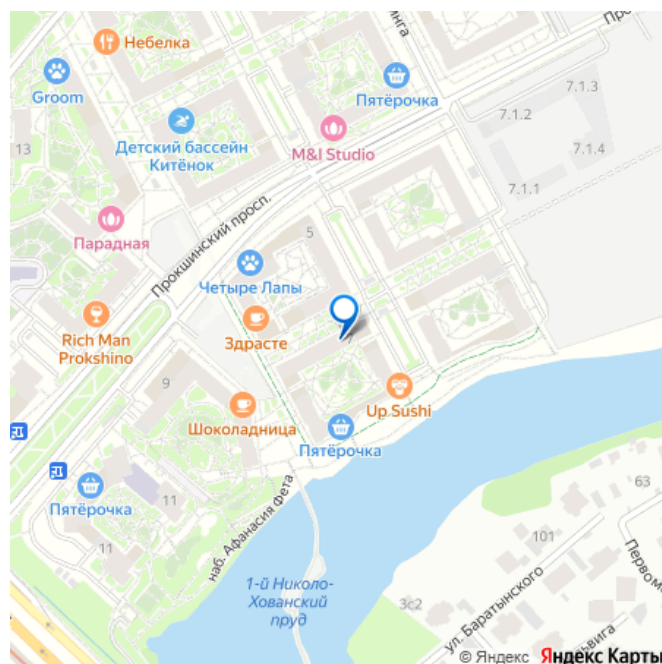 Небелка
Groom
Пятёрочка
7.1.3
7.1.2
Детский бассейн
Китёнок
13
M&I Studio
7.1.4
7.1.1
Прокшинский просп.
Парадная
5
Четыре Лапы
Rich Man
Prokshino
Здрасте
9
Up Sushi
Шоколадница
Пятёрочка
Пятёрочка
11
11
наб. Афанасия Фета
63
101
1-й Николо-
Хованский
пруд
3с2
ул. Баратынского
Первома
львига
© Яндекс Яндекс Карты